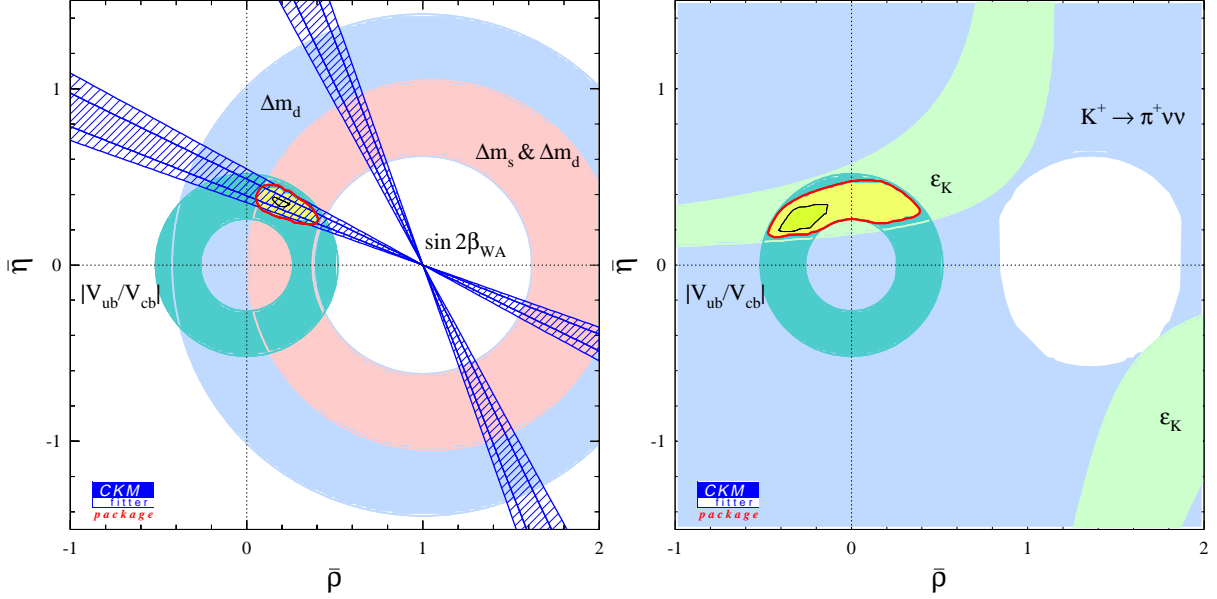 Δm_d
Δm_s & Δm_d
sin 2β_WA
|V_ub/V_cb|
η̄
1
0
-1
-1
0
1
2
ρ̄
CKM
fitter
package
K⁺ → π⁺νν
ε_K
|V_ub/V_cb|
ε_K
η̄
1
0
-1
-1
0
1
2
ρ̄
CKM
fitter
package